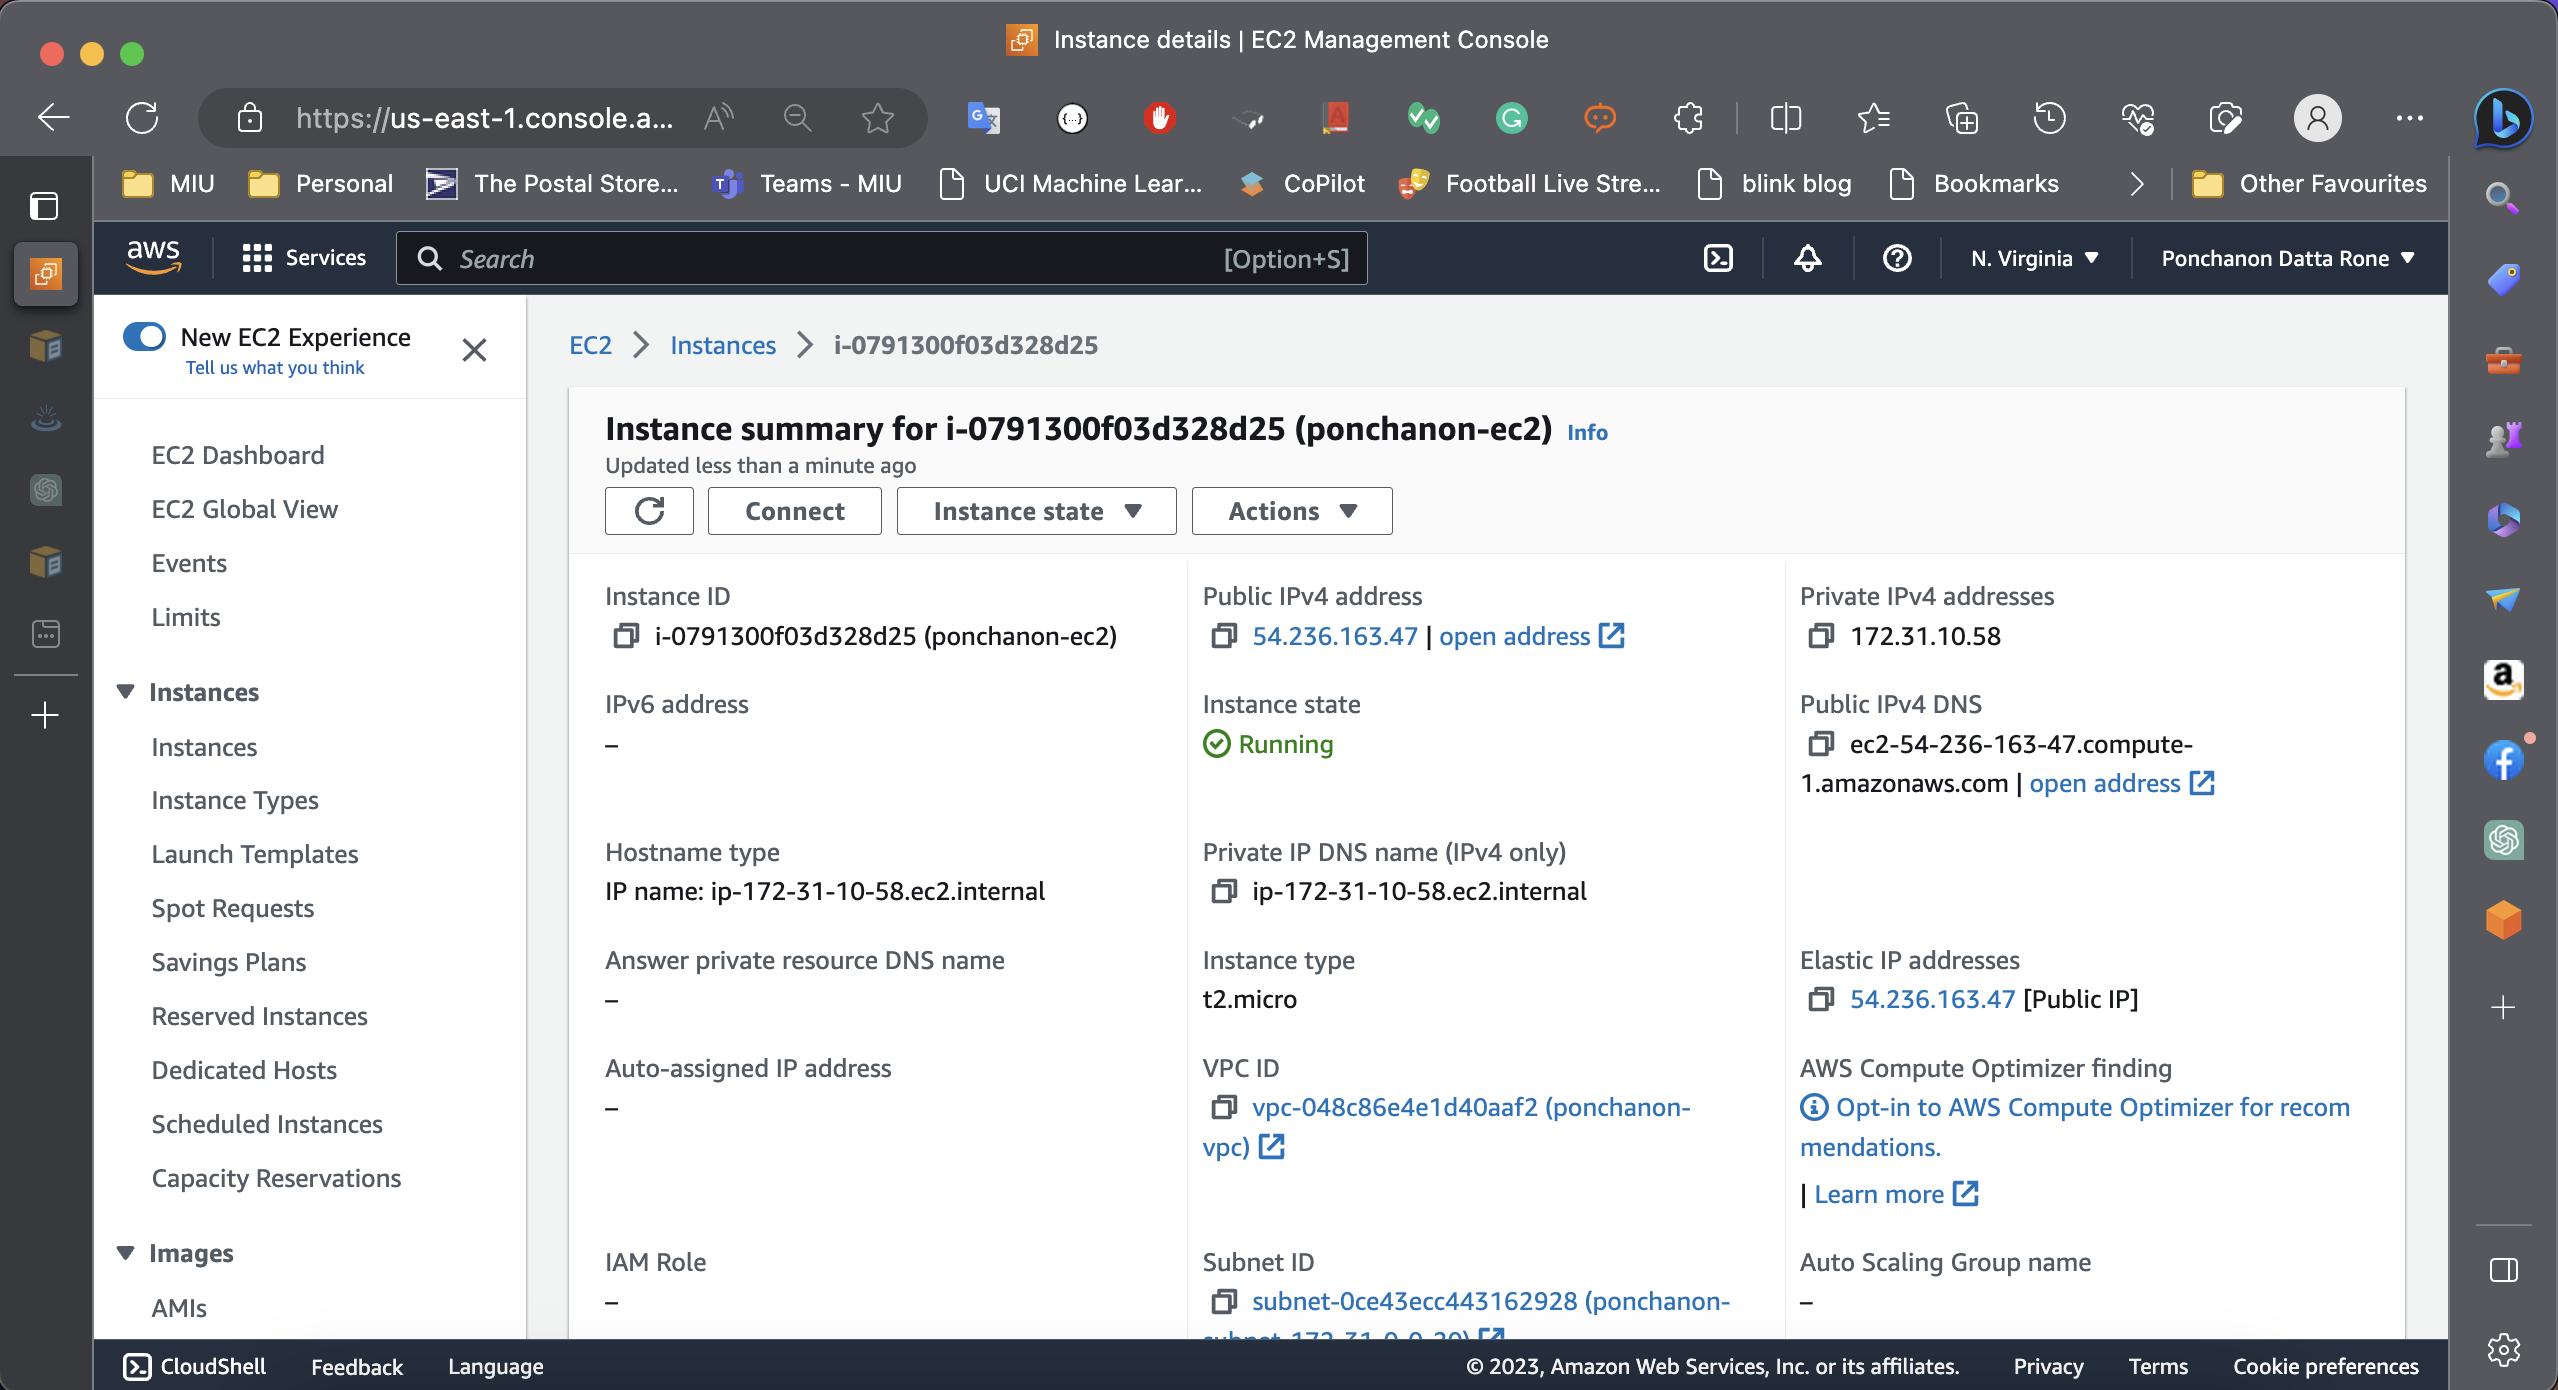 Instance details | EC2 Management Console
https://us-east-1.console.a...
MIU
Personal
The Postal Store...
Teams - MIU
UCI Machine Lear...
CoPilot
Football Live Stre...
blink blog
Bookmarks
Other Favourites
aws
Services
Search
[Option+S]
N. Virginia
Ponchanon Datta Rone
New EC2 Experience
Tell us what you think
EC2 Dashboard
EC2 Global View
Events
Limits
Instances
Instances
Instance Types
Launch Templates
Spot Requests
Savings Plans
Reserved Instances
Dedicated Hosts
Scheduled Instances
Capacity Reservations
Images
AMIs
EC2 > Instances > i-0791300f03d328d25
Instance summary for i-0791300f03d328d25 (ponchanon-ec2) Info
Updated less than a minute ago
Connect
Instance state
Actions
Instance ID
i-0791300f03d328d25 (ponchanon-ec2)
Public IPv4 address
54.236.163.47 | open address
Private IPv4 addresses
172.31.10.58
IPv6 address
–
Instance state
Running
Public IPv4 DNS
ec2-54-236-163-47.compute-
1.amazonaws.com | open address
Hostname type
IP name: ip-172-31-10-58.ec2.internal
Private IP DNS name (IPv4 only)
ip-172-31-10-58.ec2.internal
Answer private resource DNS name
–
Instance type
t2.micro
Elastic IP addresses
54.236.163.47 [Public IP]
Auto-assigned IP address
–
VPC ID
vpc-048c86e4e1d40aaf2 (ponchanon-
vpc)
AWS Compute Optimizer finding
Opt-in to AWS Compute Optimizer for recom
mendations.
| Learn more
IAM Role
–
Subnet ID
subnet-0ce43ecc443162928 (ponchanon-
subnet-172-31-0-0-20)
Auto Scaling Group name
–
CloudShell
Feedback
Language
© 2023, Amazon Web Services, Inc. or its affiliates.
Privacy
Terms
Cookie preferences